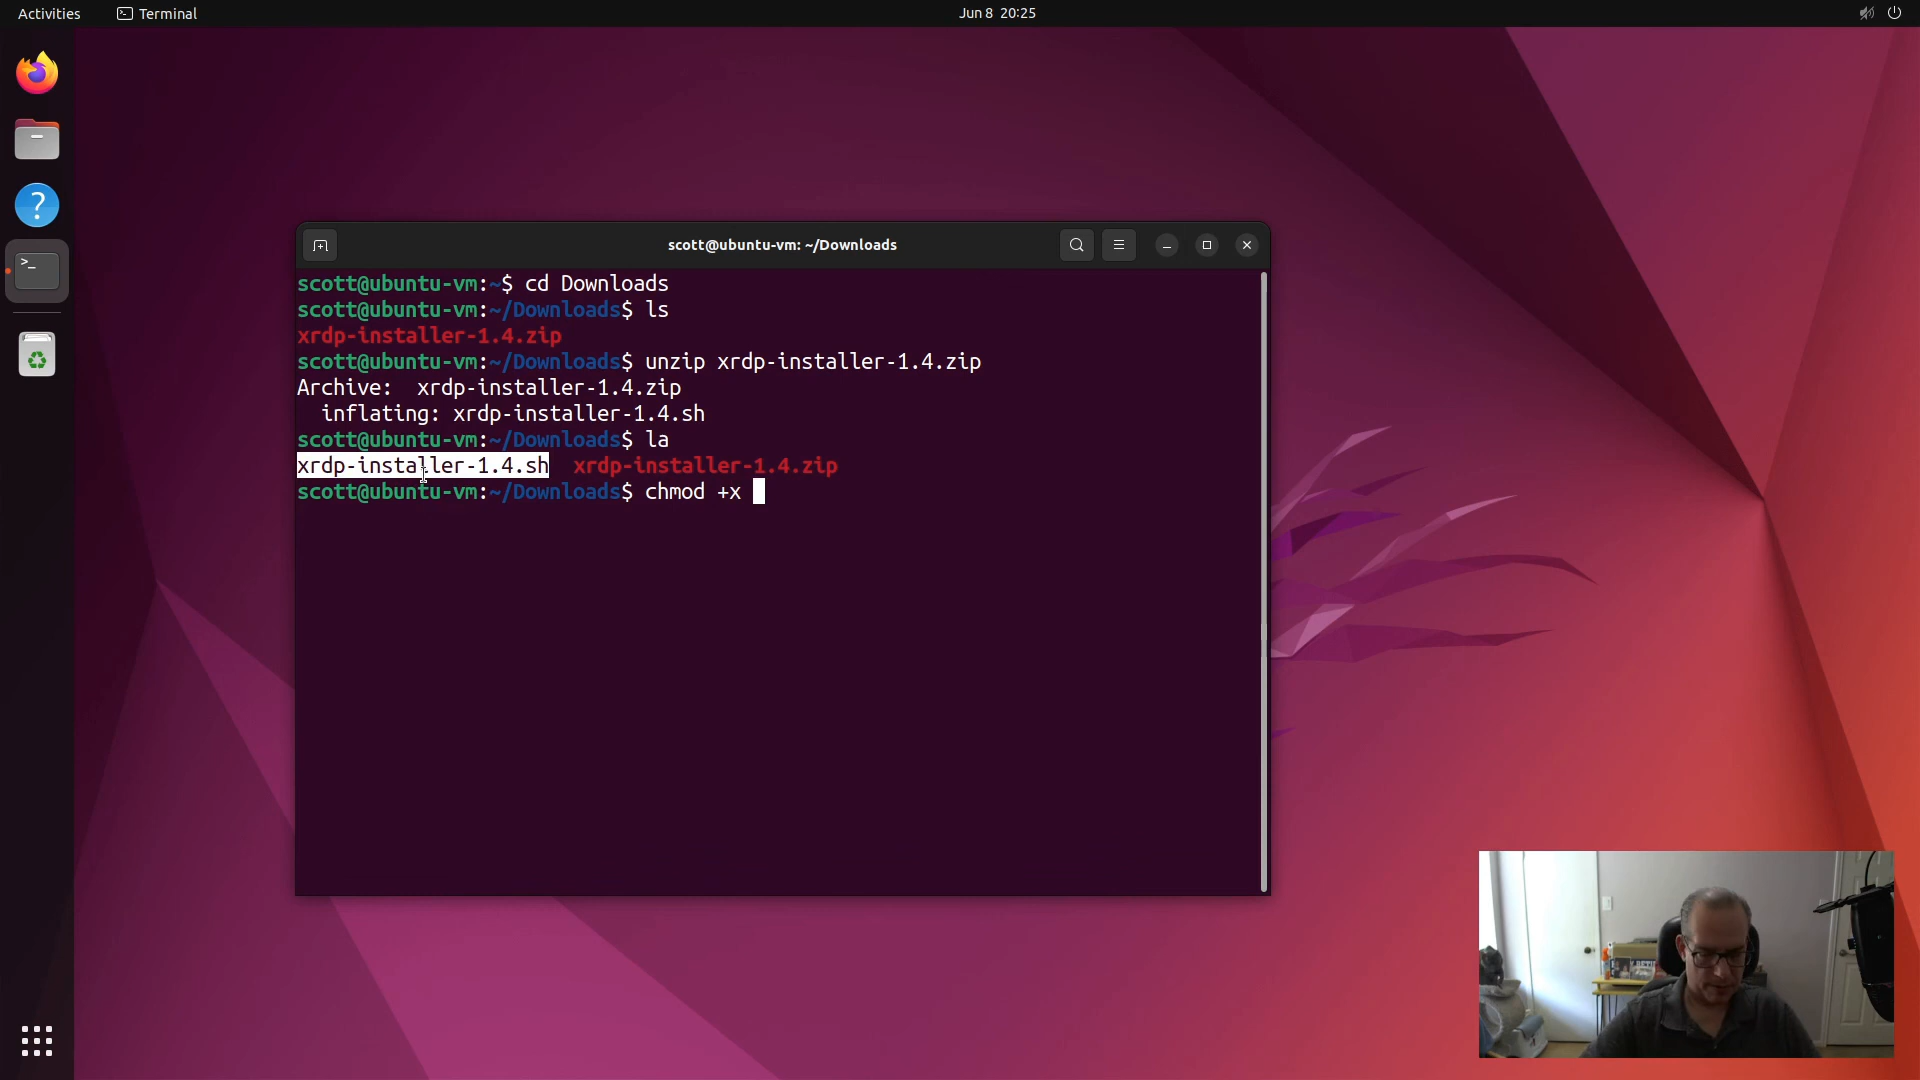 Activities
Terminal
Jun 8 20:25
scott@ubuntu-vm: ~/Downloads
scott@ubuntu-vm:~$ cd Downloads
scott@ubuntu-vm:~/Downloads$ ls
xrdp-installer-1.4.zip
scott@ubuntu-vm:~/Downloads$ unzip xrdp-installer-1.4.zip
Archive:  xrdp-installer-1.4.zip
  inflating: xrdp-installer-1.4.sh
scott@ubuntu-vm:~/Downloads$ la
xrdp-installer-1.4.sh  xrdp-installer-1.4.zip
scott@ubuntu-vm:~/Downloads$ chmod +x